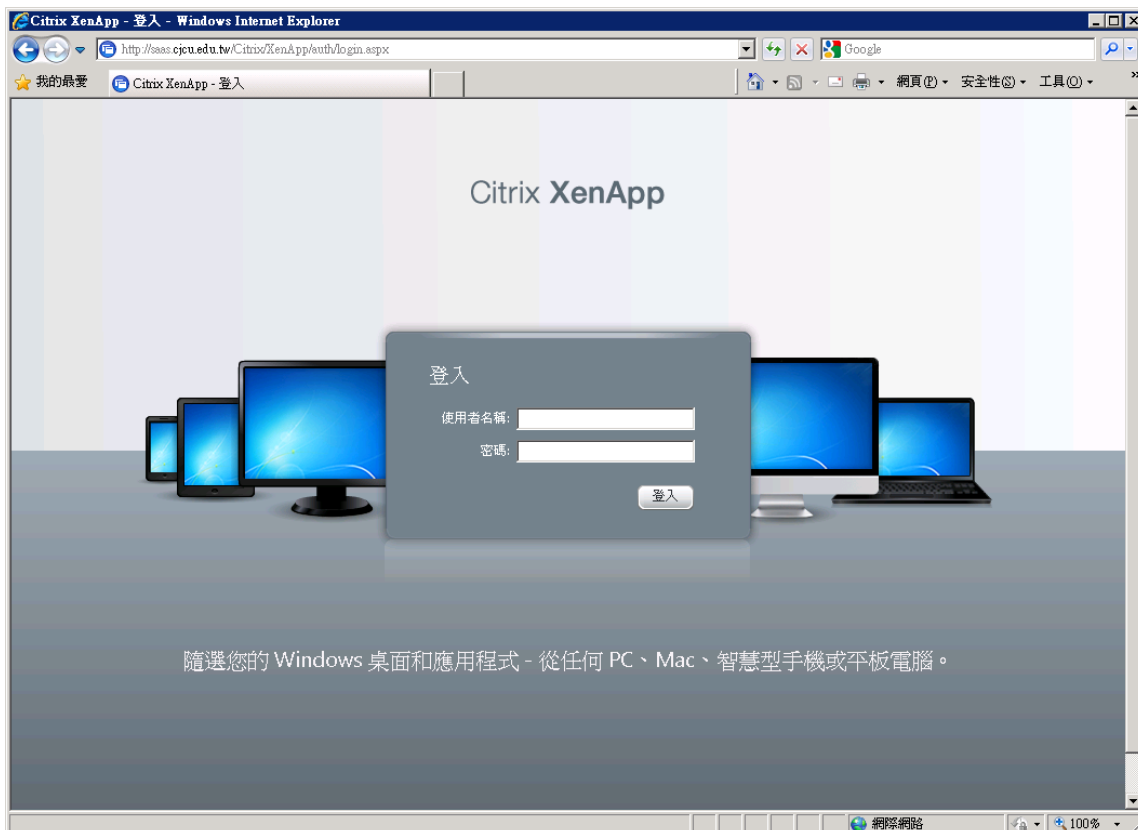 Citrix XenApp - 登入 - Windows Internet Explorer
http://saas.cjcu.edu.tw/Citrix/XenApp/auth/login.aspx
Google
我的最愛
Citrix XenApp - 登入
網頁(P)
安全性(S)
工具(O)
»
Citrix XenApp
登入
使用者名稱:
密碼:
登入
隨選您的 Windows 桌面和應用程式 - 從任何 PC、Mac、智慧型手機或平板電腦。
網際網路
100%